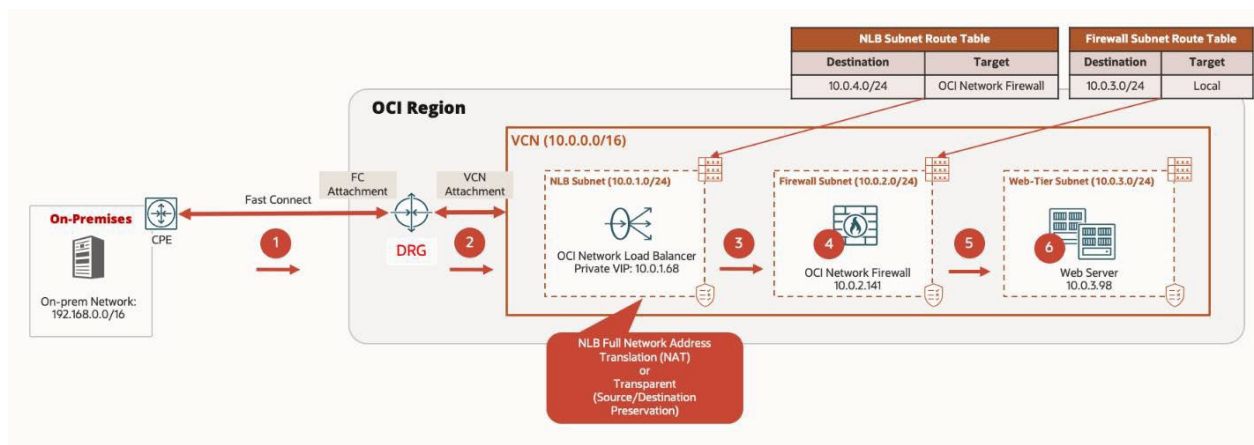 NLB Subnet Route Table
Destination Target
10.0.4.0/24 OCI Network Firewall
Firewall Subnet Route Table
Destination Target
10.0.3.0/24 Local
OCI Region
VCN (10.0.0.0/16)
On-Premises
On-prem Network:
192.168.0.0/16
CPE
Fast Connect
1
FC
Attachment
DRG
VCN
Attachment
2
NLB Subnet (10.0.1.0/24)
OCI Network Load Balancer
Private VIP: 10.0.1.68
3
Firewall Subnet (10.0.2.0/24)
4
OCI Network Firewall
10.0.2.141
5
Web-Tier Subnet (10.0.3.0/24)
6
Web Server
10.0.3.98
NLB Full Network Address
Translation (NAT)
or
Transparent
(Source/Destination
Preservation)